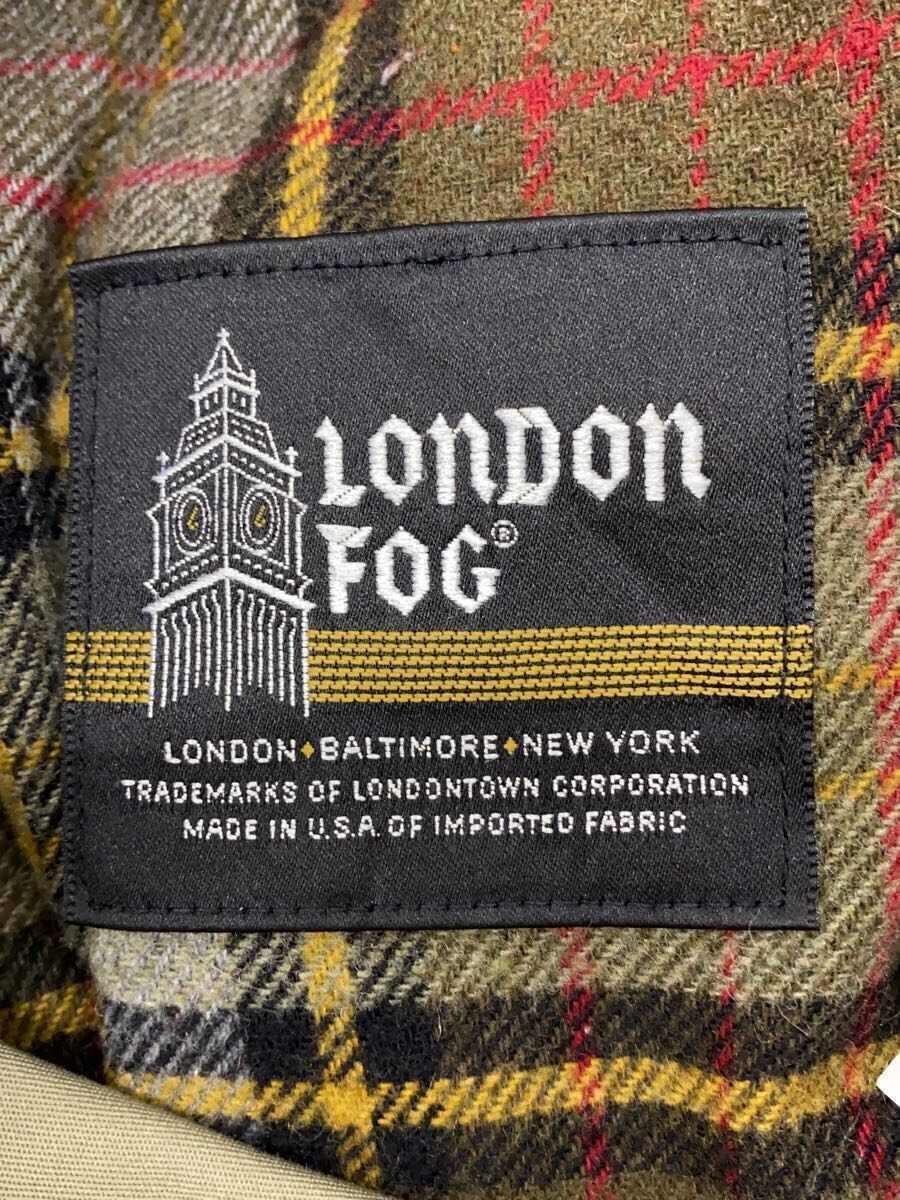 LONDON
FOG®
LONDON♦BALTIMORE♦NEW YORK
TRADEMARKS OF LONDONTOWN CORPORATION
MADE IN U.S.A. OF IMPORTED FABRIC